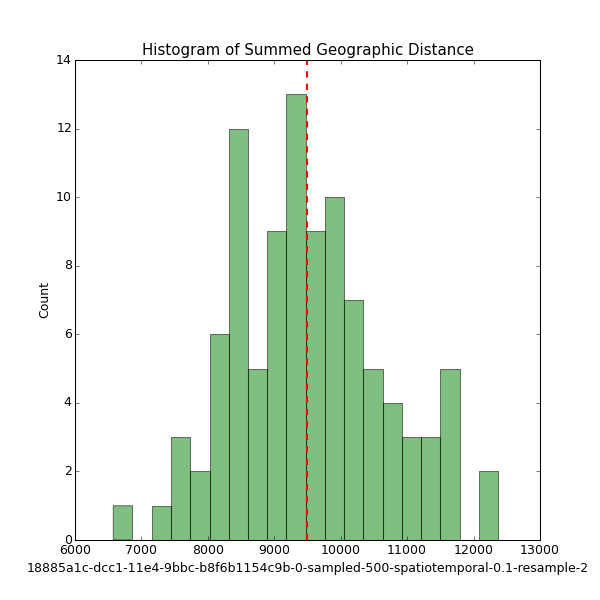 Histogram of Summed Geographic Distance
14
12
10
8
6
4
2
0
Count
6000 7000 8000 9000 10000 11000 12000 13000
18885a1c-dcc1-11e4-9bbc-b8f6b1154c9b-0-sampled-500-spatiotemporal-0.1-resample-2